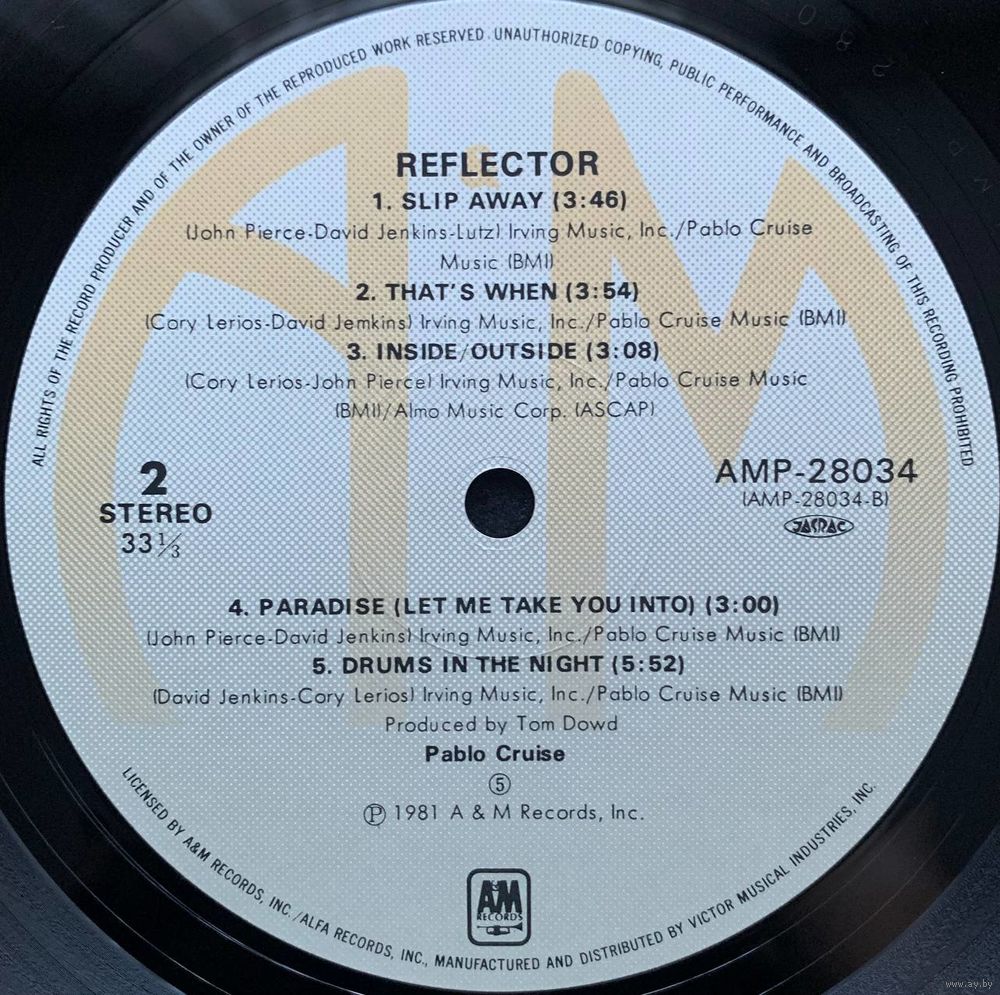 ALL RIGHTS OF THE RECORD PRODUCER AND OF THE OWNER OF THE REPRODUCED WORK RESERVED. UNAUTHORIZED COPYING, PUBLIC PERFORMANCE AND BROADCASTING OF THIS RECORDING PROHIBITED
REFLECTOR
1. SLIP AWAY (3:46)
(John Pierce-David Jenkins-Lutz) Irving Music, Inc./Pablo Cruise
Music (BMI)
2. THAT'S WHEN (3:54)
(Cory Lerios-David Jemkins) Irving Music, Inc./Pablo Cruise Music (BMI)
3. INSIDE/OUTSIDE (3:08)
(Cory Lerios-John Pierce) Irving Music, Inc./Pablo Cruise Music
(BMI)/Almo Music Corp. (ASCAP)
2
STEREO
33 1/3
AMP-28034
(AMP-28034-B)
JASRAC
4. PARADISE (LET ME TAKE YOU INTO) (3:00)
(John Pierce-David Jenkins) Irving Music, Inc./Pablo Cruise Music (BMI)
5. DRUMS IN THE NIGHT (5:52)
(David Jenkins-Cory Lerios) Irving Music, Inc./Pablo Cruise Music (BMI)
Produced by Tom Dowd
Pablo Cruise
⑤
℗ 1981 A & M Records, Inc.
A&M
RECORDS
LICENSED BY A&M RECORDS, INC./ALFA RECORDS, INC., MANUFACTURED AND DISTRIBUTED BY VICTOR MUSICAL INDUSTRIES, INC.
www.ay.by